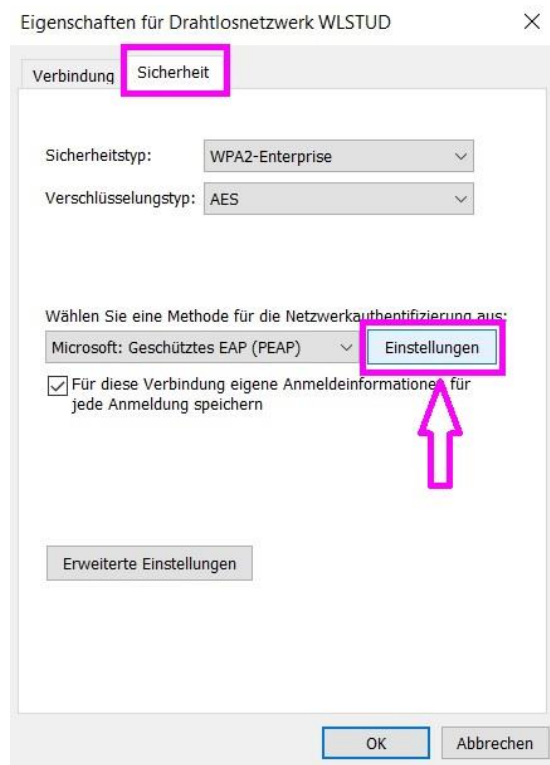 Eigenschaften für Drahtlosnetzwerk WLSTUD
Verbindung Sicherheit
Sicherheitstyp: WPA2-Enterprise
Verschlüsselungstyp: AES
Wählen Sie eine Methode für die Netzwerkauthentifizierung aus:
Microsoft: Geschütztes EAP (PEAP) Einstellungen
Für diese Verbindung eigene Anmeldeinformationen für
jede Anmeldung speichern
Erweiterte Einstellungen
OK Abbrechen